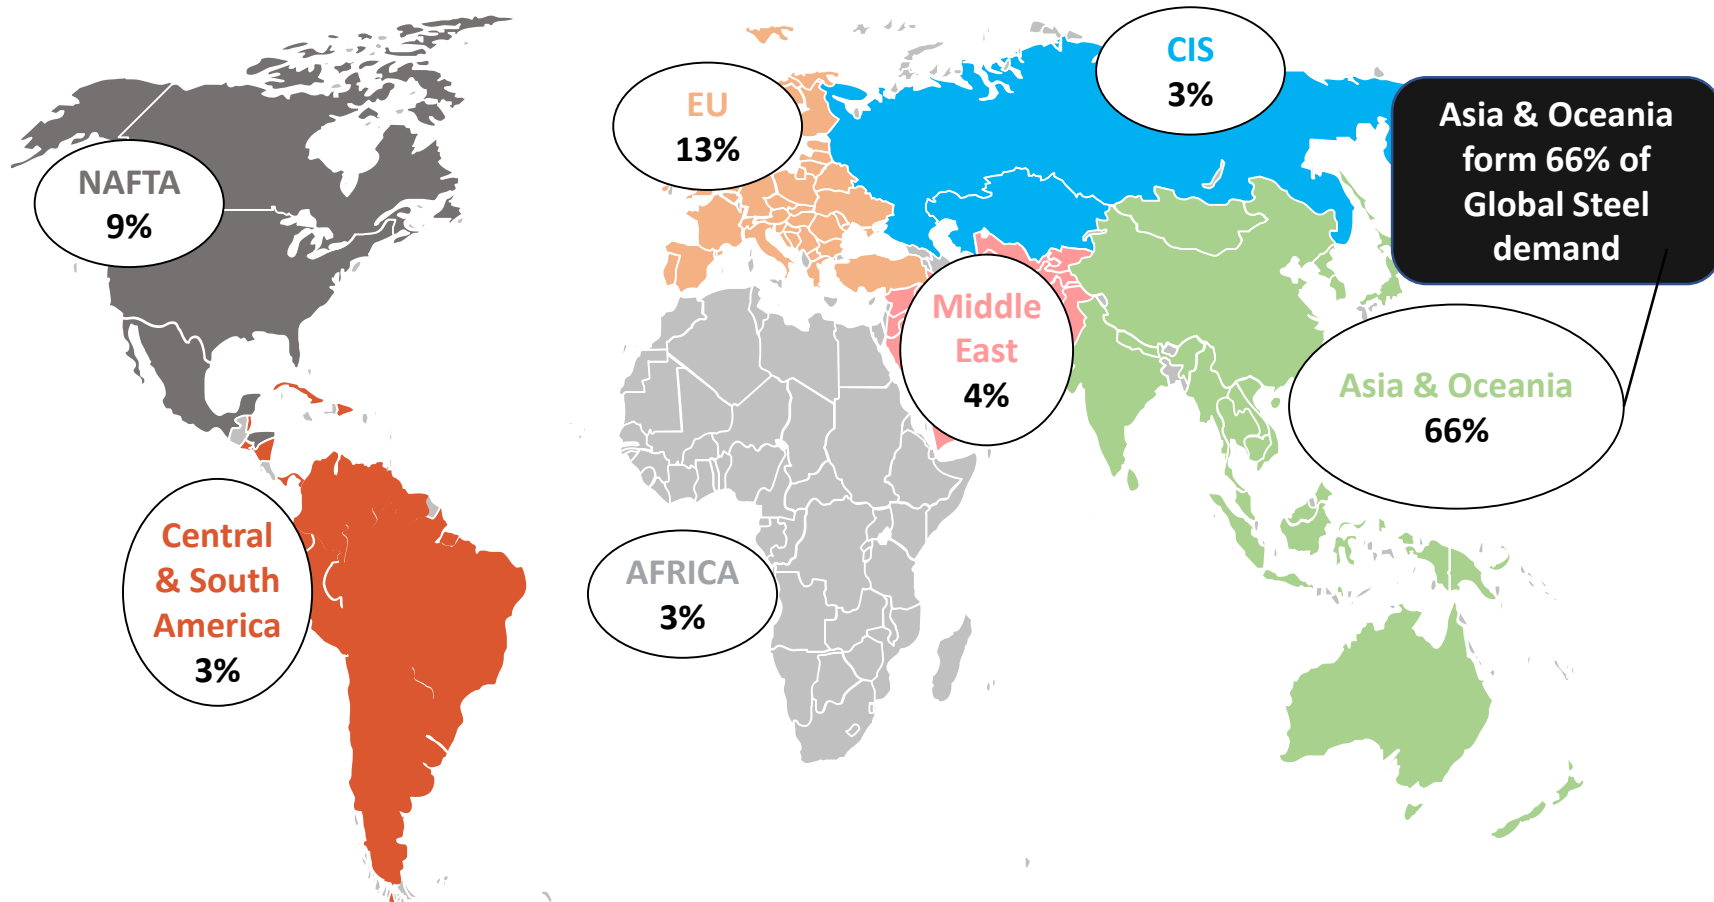 CIS
3%
EU
13%
Asia & Oceania
form 66% of
Global Steel
demand
NAFTA
9%
Middle
East
4%
Asia & Oceania
66%
Central
& South
America
3%
AFRICA
3%